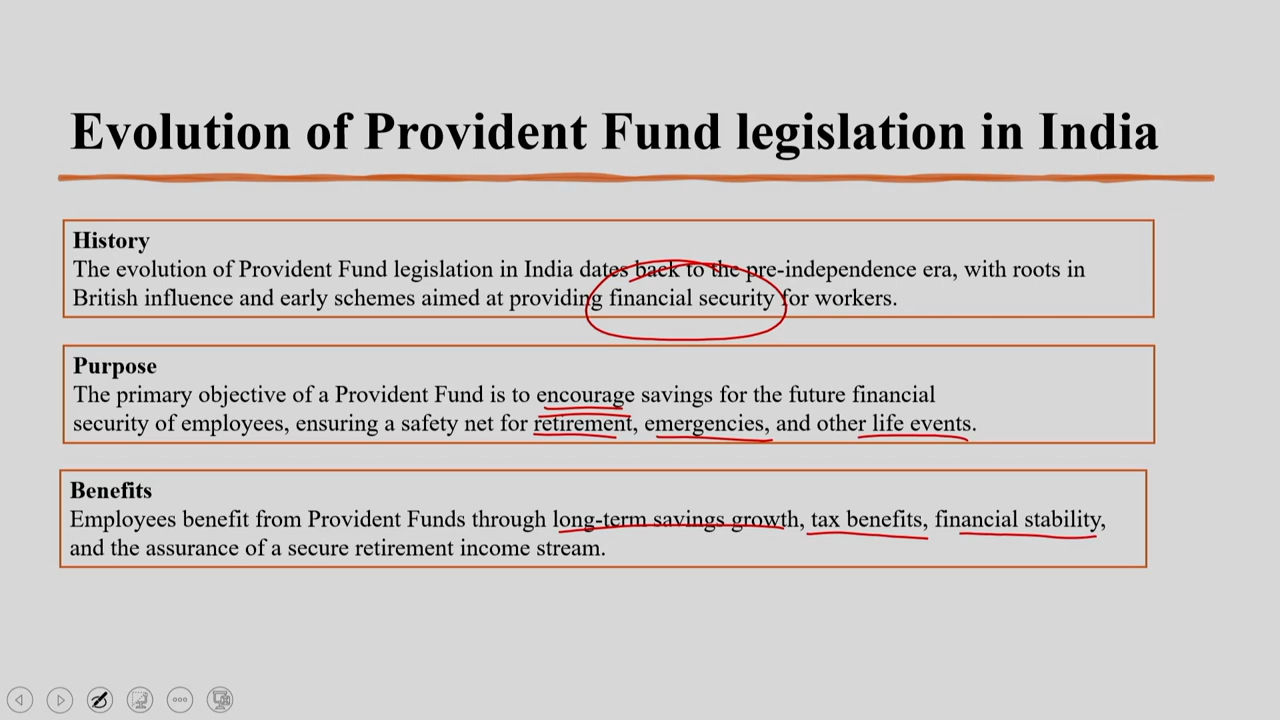 Evolution of Provident Fund legislation in India
History
The evolution of Provident Fund legislation in India dates back to the pre-independence era, with roots in
British influence and early schemes aimed at providing financial security for workers.
Purpose
The primary objective of a Provident Fund is to encourage savings for the future financial
security of employees, ensuring a safety net for retirement, emergencies, and other life events.
Benefits
Employees benefit from Provident Funds through long-term savings growth, tax benefits, financial stability,
and the assurance of a secure retirement income stream.